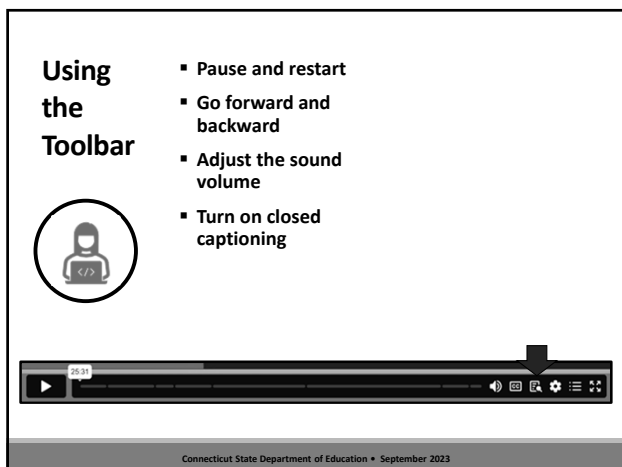 Using
the
Toolbar
▪ Pause and restart
▪ Go forward and
backward
▪ Adjust the sound
volume
▪ Turn on closed
captioning
</>
25:31
CC
Connecticut State Department of Education • September 2023